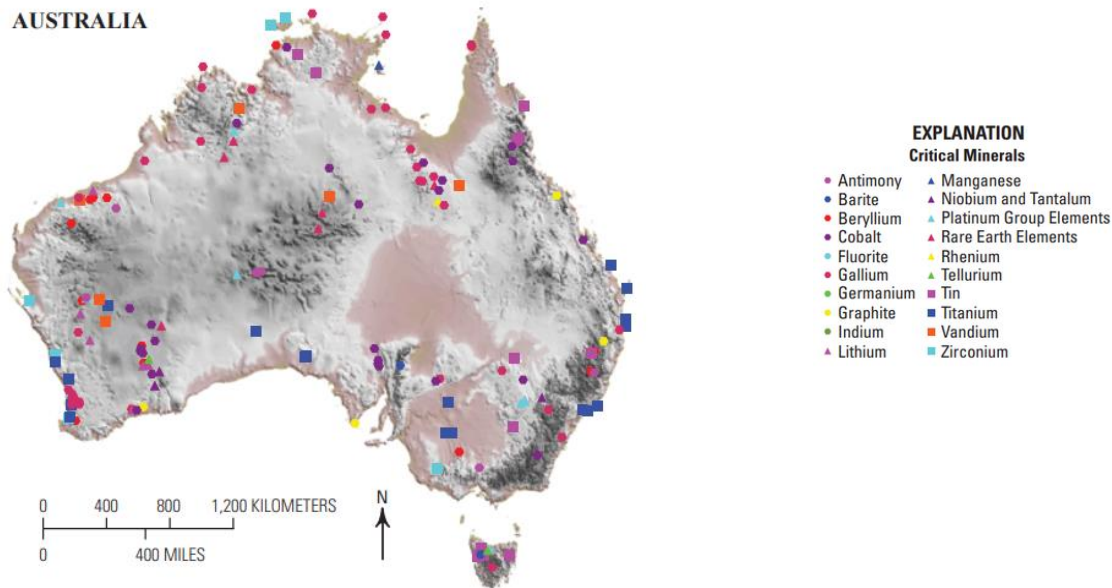 AUSTRALIA
EXPLANATION
Critical Minerals
Antimony
Barite
Beryllium
Cobalt
Fluorite
Gallium
Germanium
Graphite
Indium
Lithium
Manganese
Niobium and Tantalum
Platinum Group Elements
Rare Earth Elements
Rhenium
Tellurium
Tin
Titanium
Vandium
Zirconium
0 400 800 1,200 KILOMETERS
0 400 MILES
N